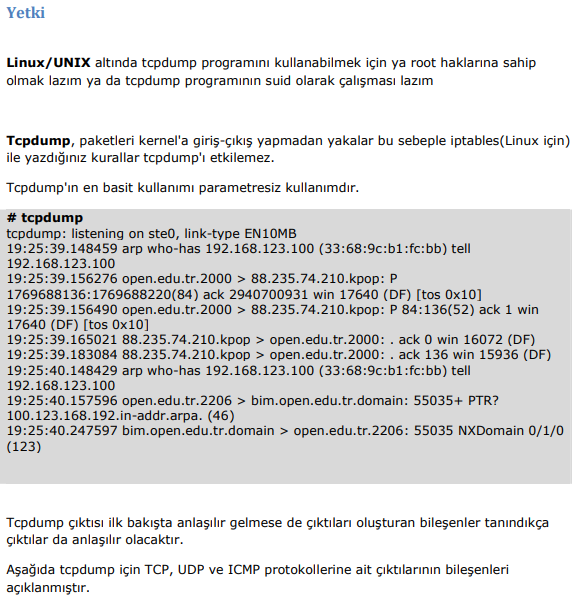 Yetki
Linux/UNIX altında tcpdump programını kullanabilmek için ya root haklarına sahip
olmak lazım ya da tcpdump programının suid olarak çalışması lazım
Tcpdump, paketleri kernel'a giriş-çıkış yapmadan yakalar bu sebeple iptables(Linux için)
ile yazdığınız kurallar tcpdump'ı etkilemez.
Tcpdump'ın en basit kullanımı parametresiz kullanımdır.
# tcpdump
tcpdump: listening on ste0, link-type EN10MB
19:25:39.148459 arp who-has 192.168.123.100 (33:68:9c:b1:fc:bb) tell
192.168.123.100
19:25:39.156276 open.edu.tr.2000 > 88.235.74.210.kpop: P
1769688136:1769688220(84) ack 2940700931 win 17640 (DF) [tos 0x10]
19:25:39.156490 open.edu.tr.2000 > 88.235.74.210.kpop: P 84:136(52) ack 1 win
17640 (DF) [tos 0x10]
19:25:39.165021 88.235.74.210.kpop > open.edu.tr.2000: . ack 0 win 16072 (DF)
19:25:39.183084 88.235.74.210.kpop > open.edu.tr.2000: . ack 136 win 15936 (DF)
19:25:40.148429 arp who-has 192.168.123.100 (33:68:9c:b1:fc:bb) tell
192.168.123.100
19:25:40.157596 open.edu.tr.2206 > bim.open.edu.tr.domain: 55035+ PTR?
100.123.168.192.in-addr.arpa. (46)
19:25:40.247597 bim.open.edu.tr.domain > open.edu.tr.2206: 55035 NXDomain 0/1/0
(123)
Tcpdump çıktısı ilk bakışta anlaşılır gelmese de çıktıları oluşturan bileşenler tanındıkça
çıktılar da anlaşılır olacaktır.
Aşağıda tcpdump için TCP, UDP ve ICMP protokollerine ait çıktılarının bileşenleri
açıklanmıştır.